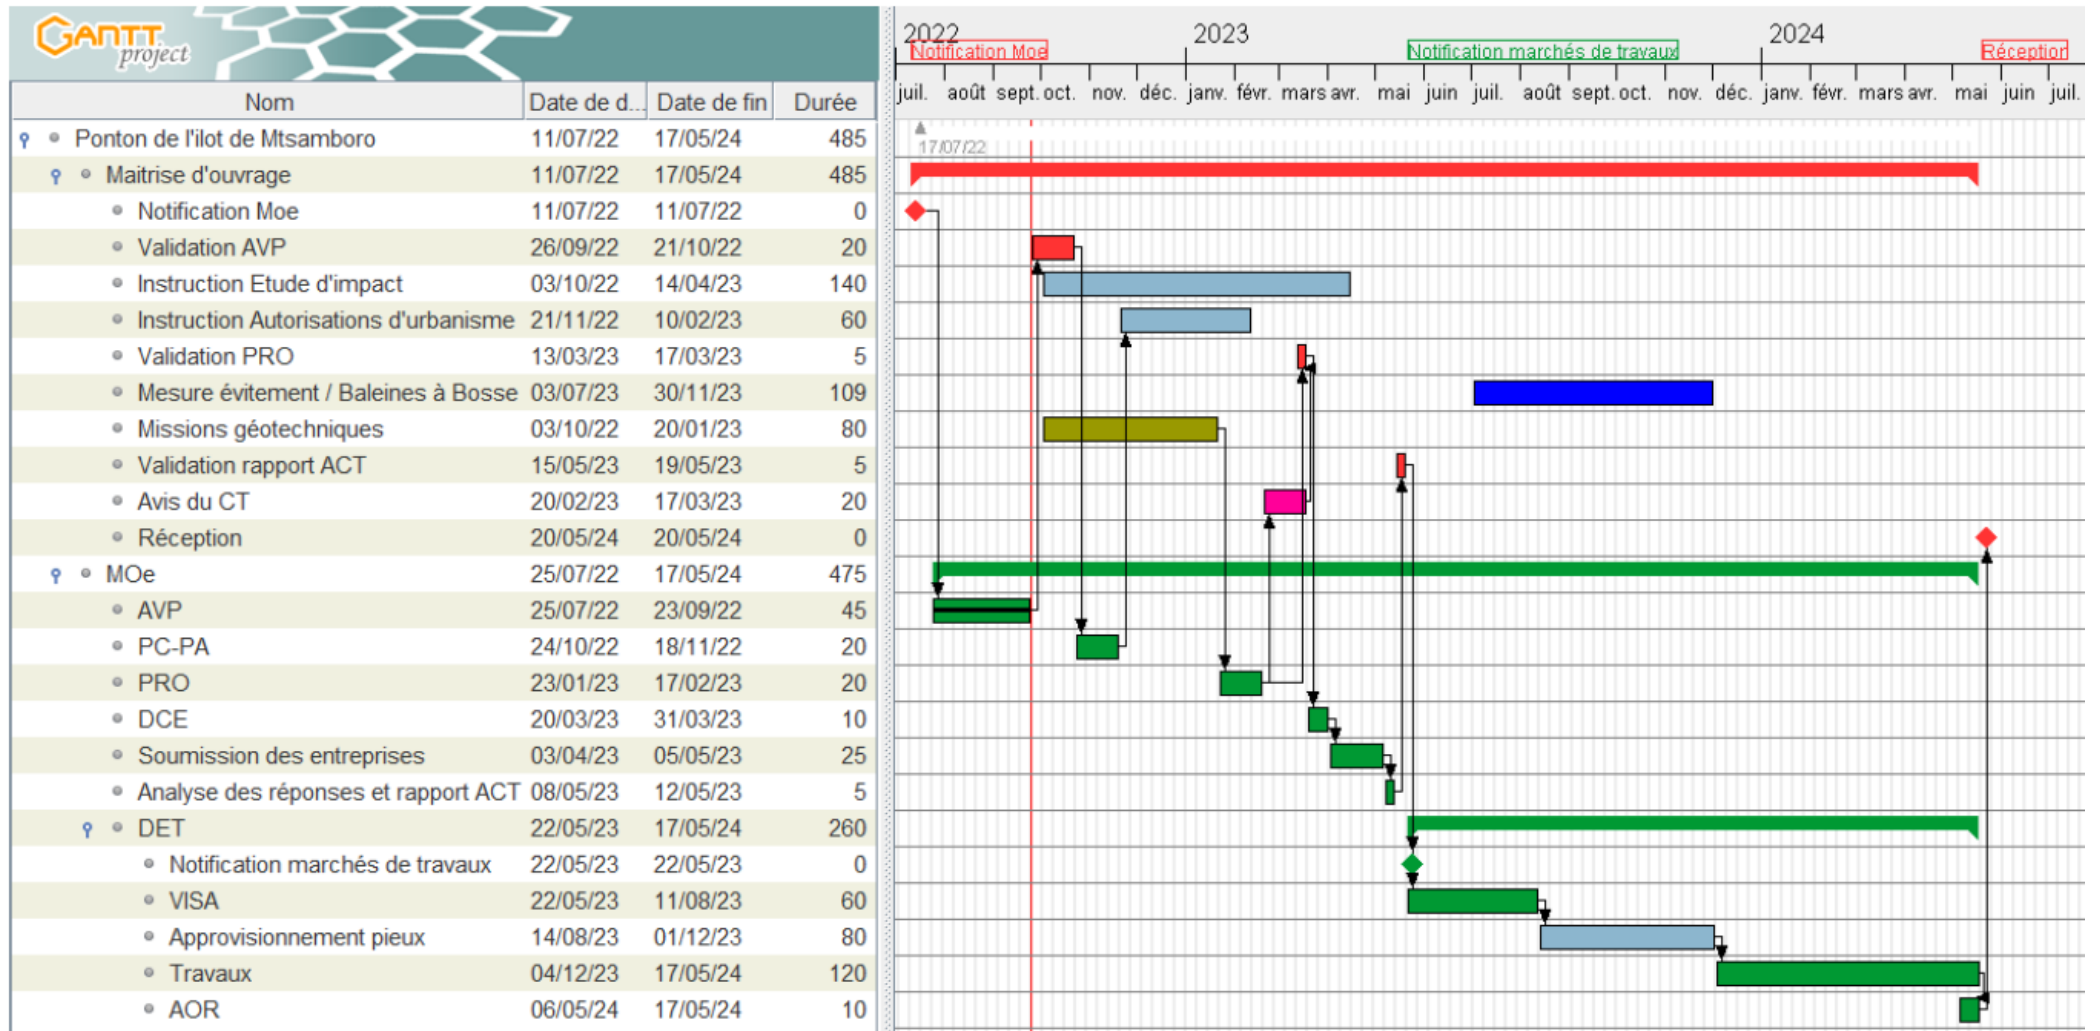 GANTT
project
2022 2023 2024
Notification Moe Notification marchés de travaux Réception
Nom Date de d... Date de fin Durée
juil. août sept. oct. nov. déc. janv. févr. mars avr. mai juin juil. août sept. oct. nov. déc. janv. févr. mars avr. mai juin juil.
Ponton de l'ilot de Mtsamboro 11/07/22 17/05/24 485
17/07/22
Maitrise d'ouvrage 11/07/22 17/05/24 485
Notification Moe 11/07/22 11/07/22 0
Validation AVP 26/09/22 21/10/22 20
Instruction Etude d'impact 03/10/22 14/04/23 140
Instruction Autorisations d'urbanisme 21/11/22 10/02/23 60
Validation PRO 13/03/23 17/03/23 5
Mesure évitement / Baleines à Bosse 03/07/23 30/11/23 109
Missions géotechniques 03/10/22 20/01/23 80
Validation rapport ACT 15/05/23 19/05/23 5
Avis du CT 20/02/23 17/03/23 20
Réception 20/05/24 20/05/24 0
MOe 25/07/22 17/05/24 475
AVP 25/07/22 23/09/22 45
PC-PA 24/10/22 18/11/22 20
PRO 23/01/23 17/02/23 20
DCE 20/03/23 31/03/23 10
Soumission des entreprises 03/04/23 05/05/23 25
Analyse des réponses et rapport ACT 08/05/23 12/05/23 5
DET 22/05/23 17/05/24 260
Notification marchés de travaux 22/05/23 22/05/23 0
VISA 22/05/23 11/08/23 60
Approvisionnement pieux 14/08/23 01/12/23 80
Travaux 04/12/23 17/05/24 120
AOR 06/05/24 17/05/24 10